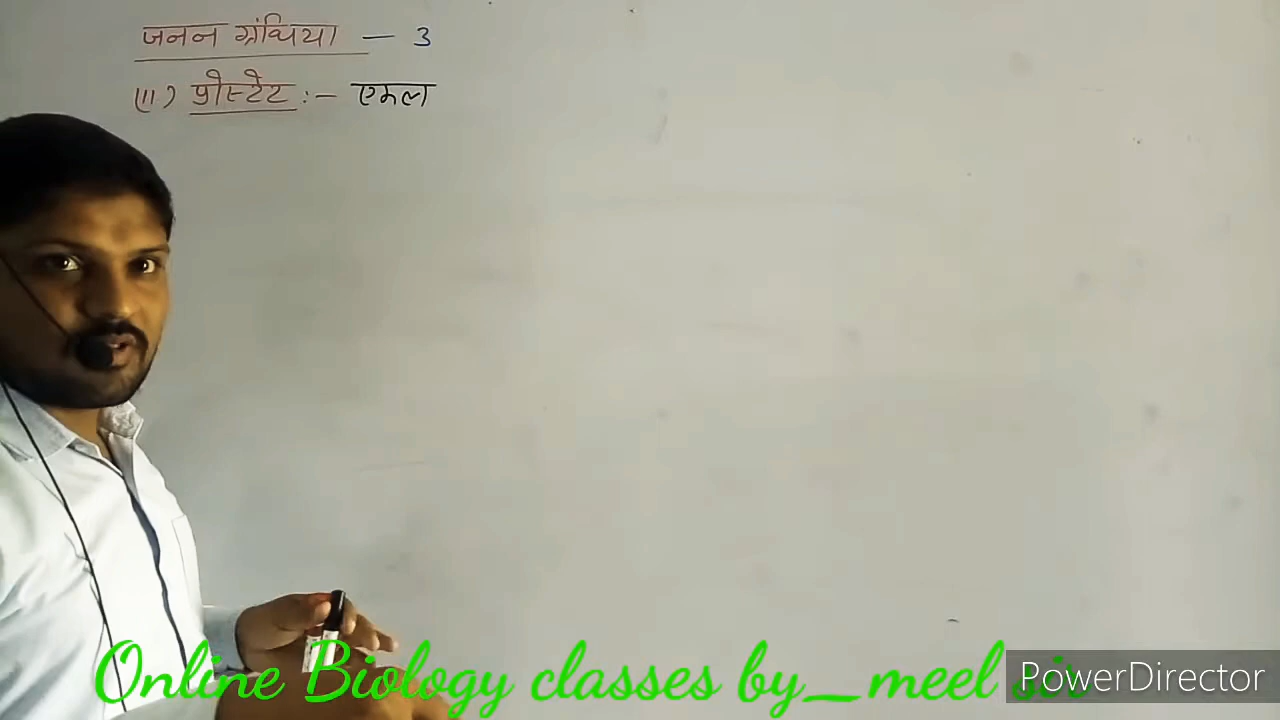 जनन ग्रंथिया — 3
(ii) प्रोस्टेट :— एकल
Online Biology classes by_meel
PowerDirector